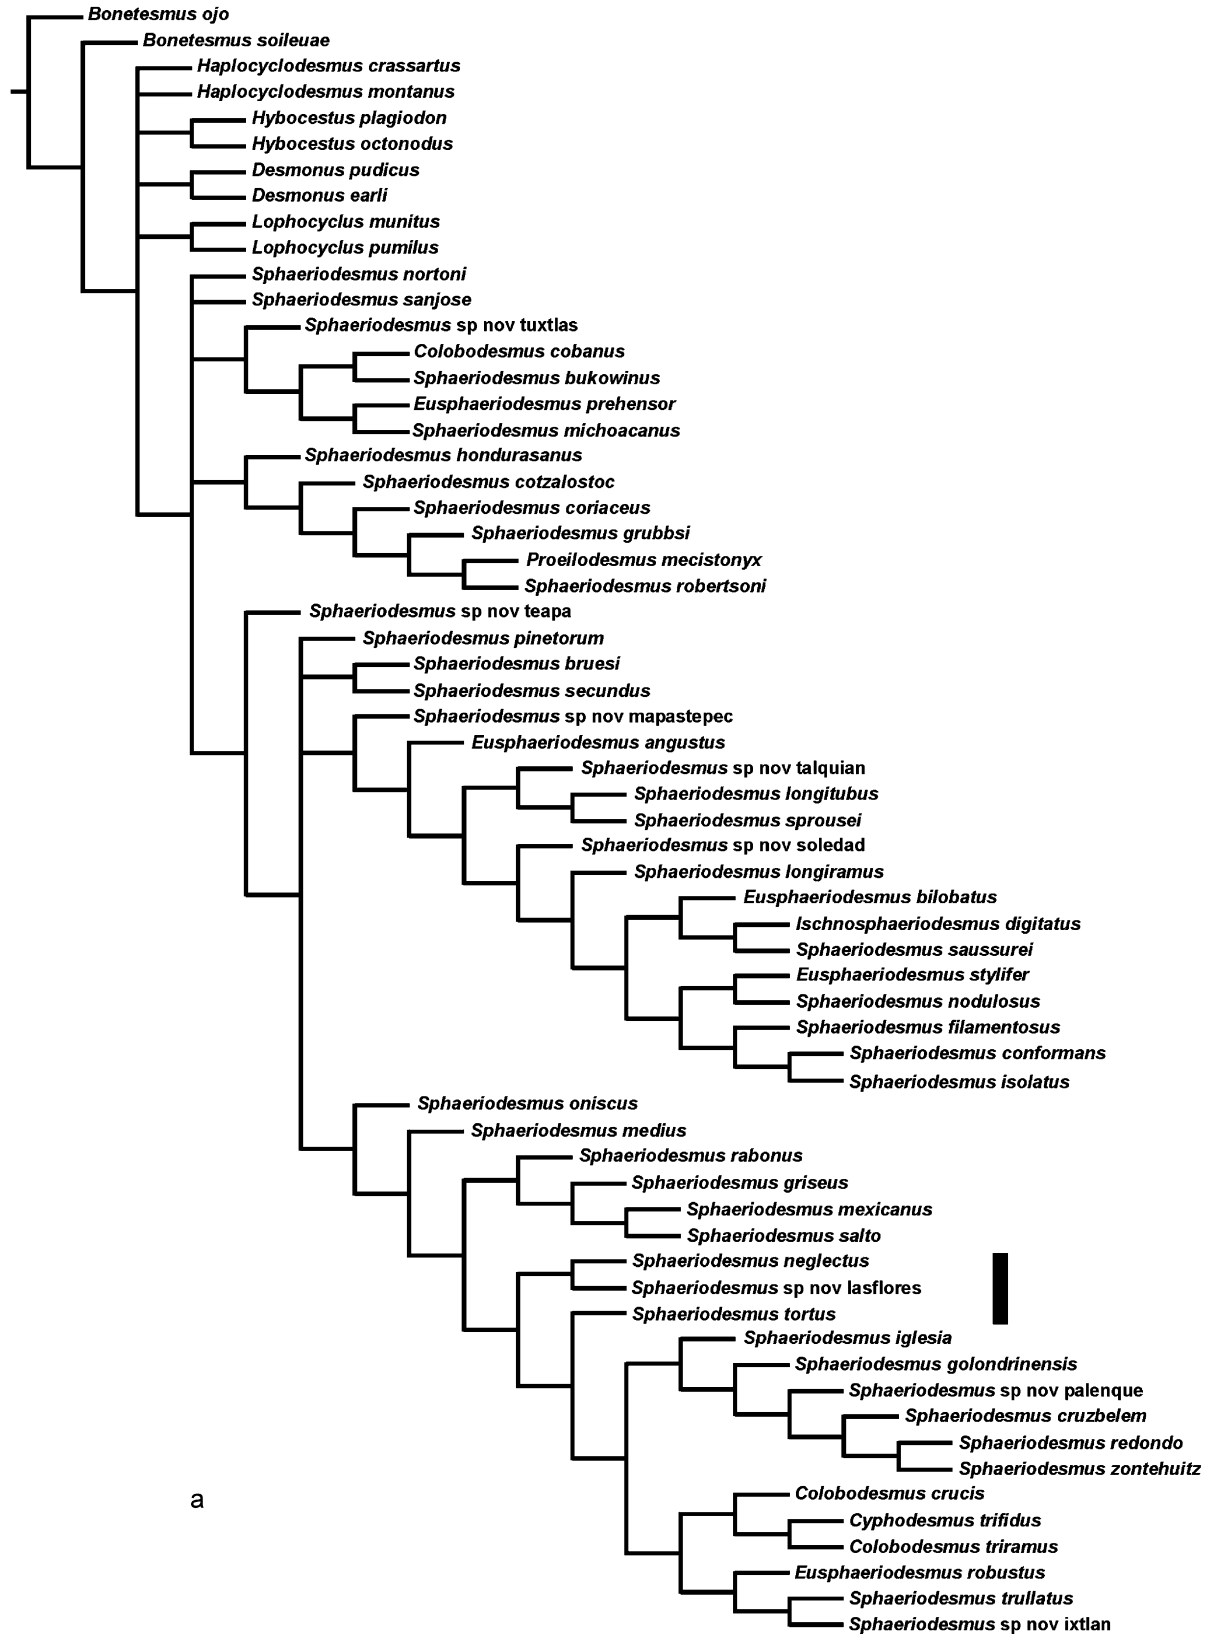 Bonetesmus ojo
Bonetesmus soileuae
Haplocyclodesmus crassartus
Haplocyclodesmus montanus
Hybocestus plagiodon
Hybocestus octonodus
Desmonus pudicus
Desmonus earli
Lophocyclus munitus
Lophocyclus pumilus
Sphaeriodesmus nortoni
Sphaeriodesmus sanjose
Sphaeriodesmus sp nov tuxtlas
Colobodesmus cobanus
Sphaeriodesmus bukowinus
Eusphaeriodesmus prehensor
Sphaeriodesmus michoacanus
Sphaeriodesmus hondurasanus
Sphaeriodesmus cotzalostoc
Sphaeriodesmus coriaceus
Sphaeriodesmus grubbsi
Proeilodesmus mecistonyx
Sphaeriodesmus robertsoni
Sphaeriodesmus sp nov teapa
Sphaeriodesmus pinetorum
Sphaeriodesmus bruesi
Sphaeriodesmus secundus
Sphaeriodesmus sp nov mapastepec
Eusphaeriodesmus angustus
Sphaeriodesmus sp nov talquian
Sphaeriodesmus longitubus
Sphaeriodesmus sprousei
Sphaeriodesmus sp nov soledad
Sphaeriodesmus longiramus
Eusphaeriodesmus bilobatus
Ischnosphaeriodesmus digitatus
Sphaeriodesmus saussurei
Eusphaeriodesmus stylifer
Sphaeriodesmus nodulosus
Sphaeriodesmus filamentosus
Sphaeriodesmus conformans
Sphaeriodesmus isolatus
Sphaeriodesmus oniscus
Sphaeriodesmus medius
Sphaeriodesmus rabonus
Sphaeriodesmus griseus
Sphaeriodesmus mexicanus
Sphaeriodesmus salto
Sphaeriodesmus neglectus
Sphaeriodesmus sp nov lasflores
Sphaeriodesmus tortus
Sphaeriodesmus iglesia
Sphaeriodesmus golondrinensis
Sphaeriodesmus sp nov palenque
Sphaeriodesmus cruzbelem
Sphaeriodesmus redondo
Sphaeriodesmus zontehuitz
Colobodesmus crucis
a
Cyphodesmus trifidus
Colobodesmus triramus
Eusphaeriodesmus robustus
Sphaeriodesmus trullatus
Sphaeriodesmus sp nov ixtlan